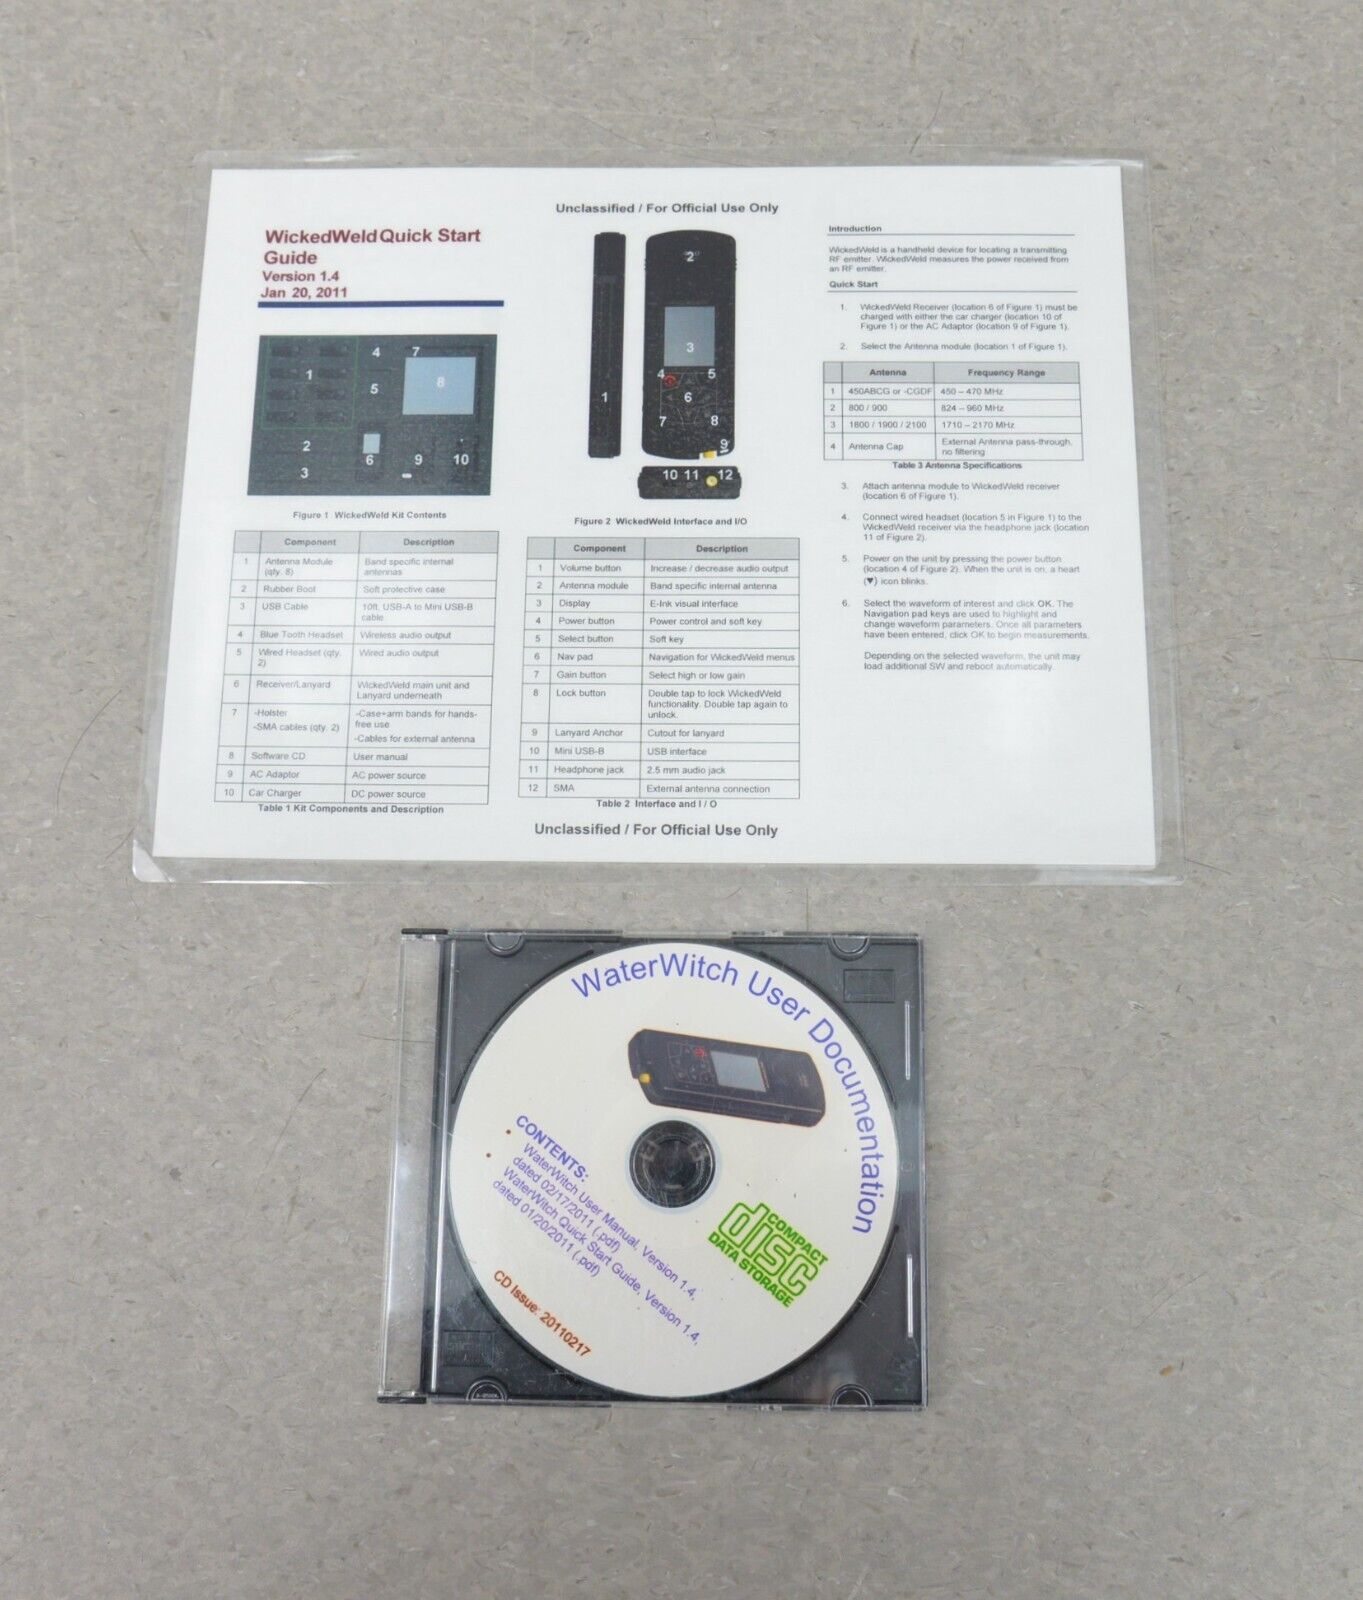 Unclassified / For Official Use Only
WickedWeld Quick Start
Guide
Version 1.4
Jan 20, 2011
1
2
3
4
5
6
7
8
9
10
Figure 1 WickedWeld Kit Contents
Component Description
1 Antenna Module (qty. 8) Band specific internal antennas
2 Rubber Boot Soft protective case
3 USB Cable 10ft, USB-A to Mini USB-B cable
4 Blue Tooth Headset Wireless audio output
5 Wired Headset (qty. 2) Wired audio output
6 Receiver/Lanyard WickedWeld main unit and Lanyard underneath
7 -Holster -SMA cables (qty. 2) -Case+arm bands for hands-free use -Cables for external antenna
8 Software CD User manual
9 AC Adaptor AC power source
10 Car Charger DC power source
Table 1 Kit Components and Description
1
2
3
4
5
6
7
8
9
10 11 12
Figure 2 WickedWeld Interface and I/O
Component Description
1 Volume button Increase / decrease audio output
2 Antenna module Band specific internal antenna
3 Display E-Ink visual interface
4 Power button Power control and soft key
5 Select button Soft key
6 Nav pad Navigation for WickedWeld menus
7 Gain button Select high or low gain
8 Lock button Double tap to lock WickedWeld functionality. Double tap again to unlock.
9 Lanyard Anchor Cutout for lanyard
10 Mini USB-B USB interface
11 Headphone jack 2.5 mm audio jack
12 SMA External antenna connection
Table 2 Interface and I / O
Introduction
WickedWeld is a handheld device for locating a transmitting
RF emitter. WickedWeld measures the power received from
an RF emitter.
Quick Start
1. WickedWeld Receiver (location 6 of Figure 1) must be
charged with either the car charger (location 10 of
Figure 1) or the AC Adaptor (location 9 of Figure 1).
2. Select the Antenna module (location 1 of Figure 1).
Antenna Frequency Range
1 450ABCG or -CGDF 450 – 470 MHz
2 800 / 900 824 – 960 MHz
3 1800 / 1900 / 2100 1710 – 2170 MHz
4 Antenna Cap External Antenna pass-through, no filtering
Table 3 Antenna Specifications
3. Attach antenna module to WickedWeld receiver
(location 6 of Figure 1).
4. Connect wired headset (location 5 in Figure 1) to the
WickedWeld receiver via the headphone jack (location
11 of Figure 2).
5. Power on the unit by pressing the power button
(location 4 of Figure 2). When the unit is on, a heart
(♥) icon blinks.
6. Select the waveform of interest and click OK. The
Navigation pad keys are used to highlight and
change waveform parameters. Once all parameters
have been entered, click OK to begin measurements.
Depending on the selected waveform, the unit may
load additional SW and reboot automatically.
Unclassified / For Official Use Only
WaterWitch User Documentation
CONTENTS:
• WaterWitch User Manual, Version 1.4,
dated 02/17/2011 (.pdf)
• WaterWitch Quick Start Guide, Version 1.4,
dated 01/20/2011 (.pdf)
CD Issue: 20110217
COMPACT
disc
DATA STORAGE